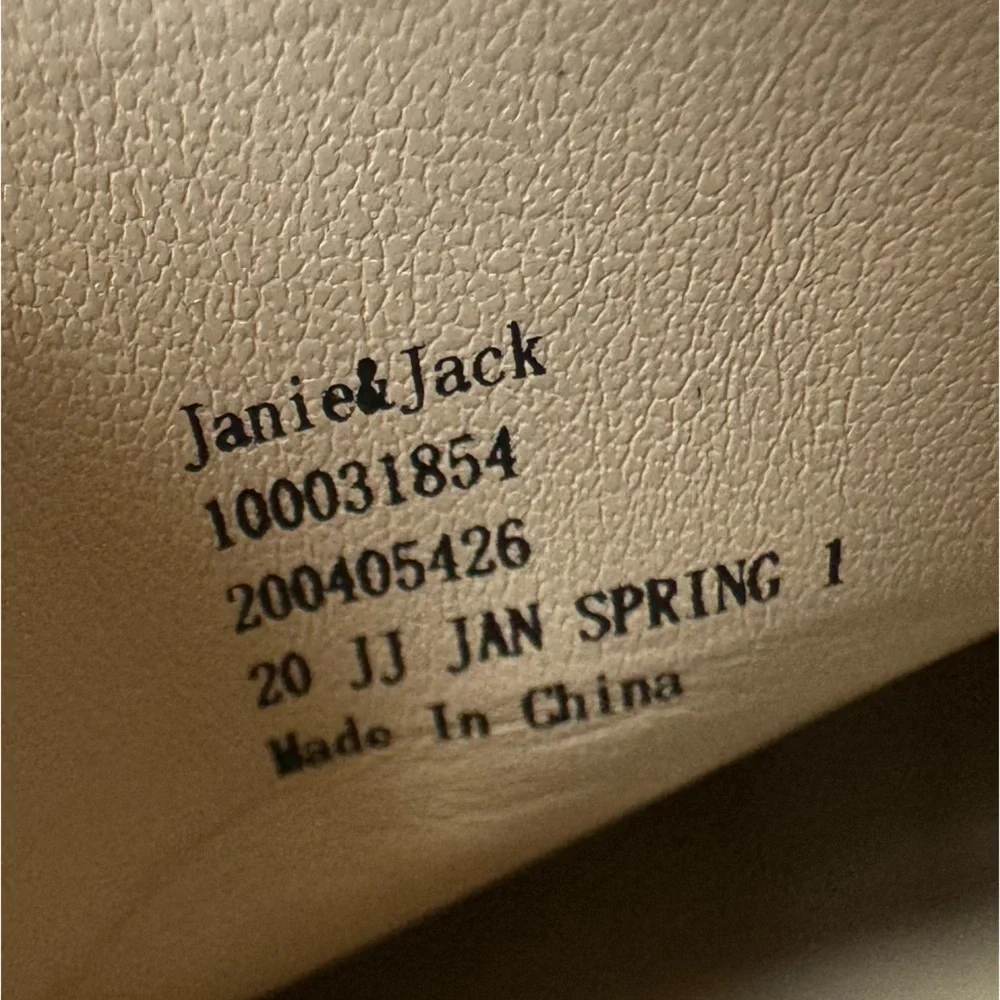 Janie&Jack
100031854
200405426
20 JJ JAN SPRING 1
Made In China